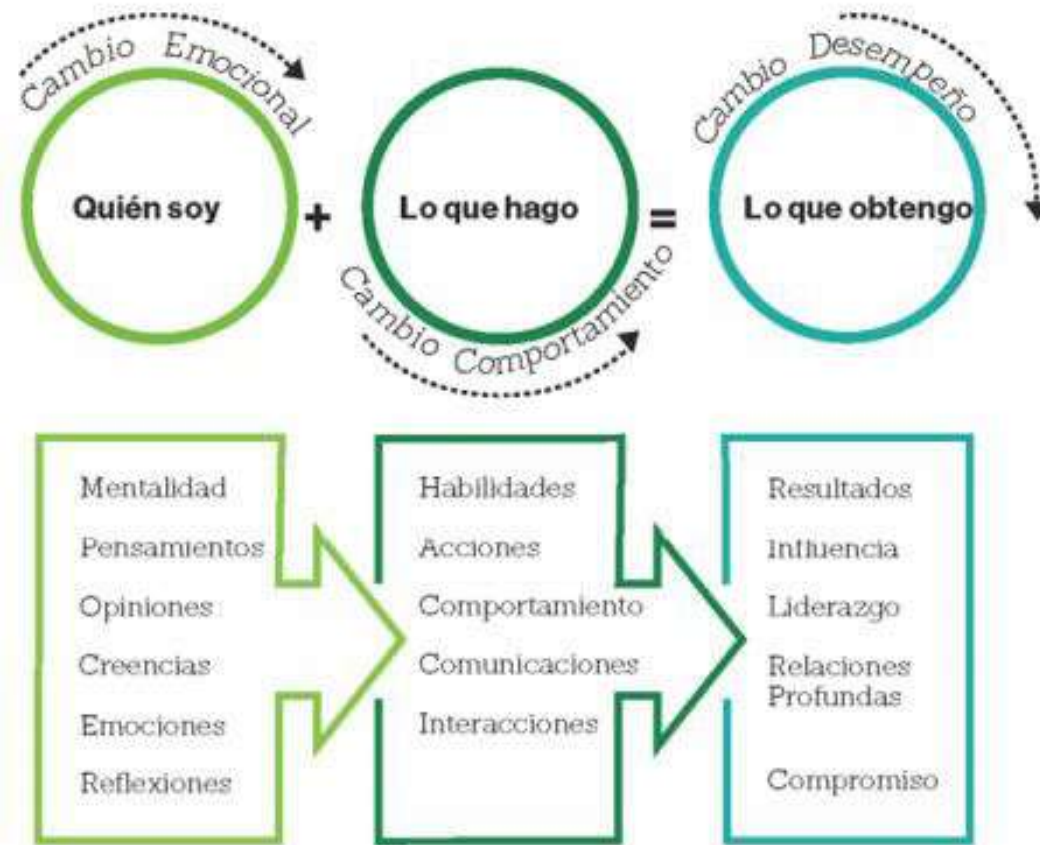 Cambio Emocional
Cambio Desempeño
Quién soy
+
Lo que hago
=
Lo que obtengo
Cambio Comportamiento
Mentalidad
Pensamientos
Opiniones
Creencias
Emociones
Reflexiones
Habilidades
Acciones
Comportamiento
Comunicaciones
Interacciones
Resultados
Influencia
Liderazgo
Relaciones
Profundas
Compromiso